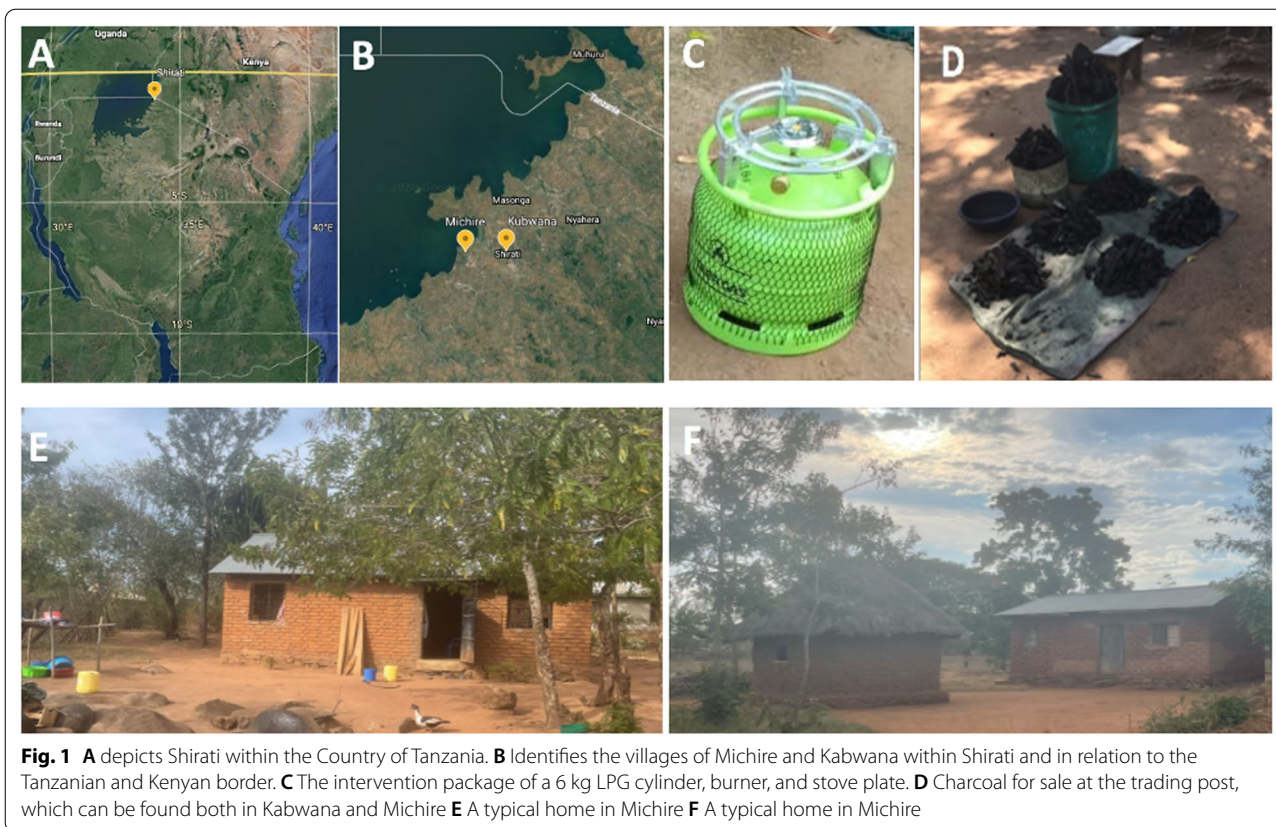 A
Uganda
Kenya
Shirati
Rwanda
Burundi
5°S
30°E
35°E
40°E
10°S
B
Muhuru
Tanzania
Masonga
Michire
Kubwana
Nyahera
Shirati
Nya
C
D
E
F
Fig. 1 A depicts Shirati within the Country of Tanzania. B Identifies the villages of Michire and Kabwana within Shirati and in relation to the
Tanzanian and Kenyan border. C The intervention package of a 6 kg LPG cylinder, burner, and stove plate. D Charcoal for sale at the trading post,
which can be found both in Kabwana and Michire E A typical home in Michire F A typical home in Michire